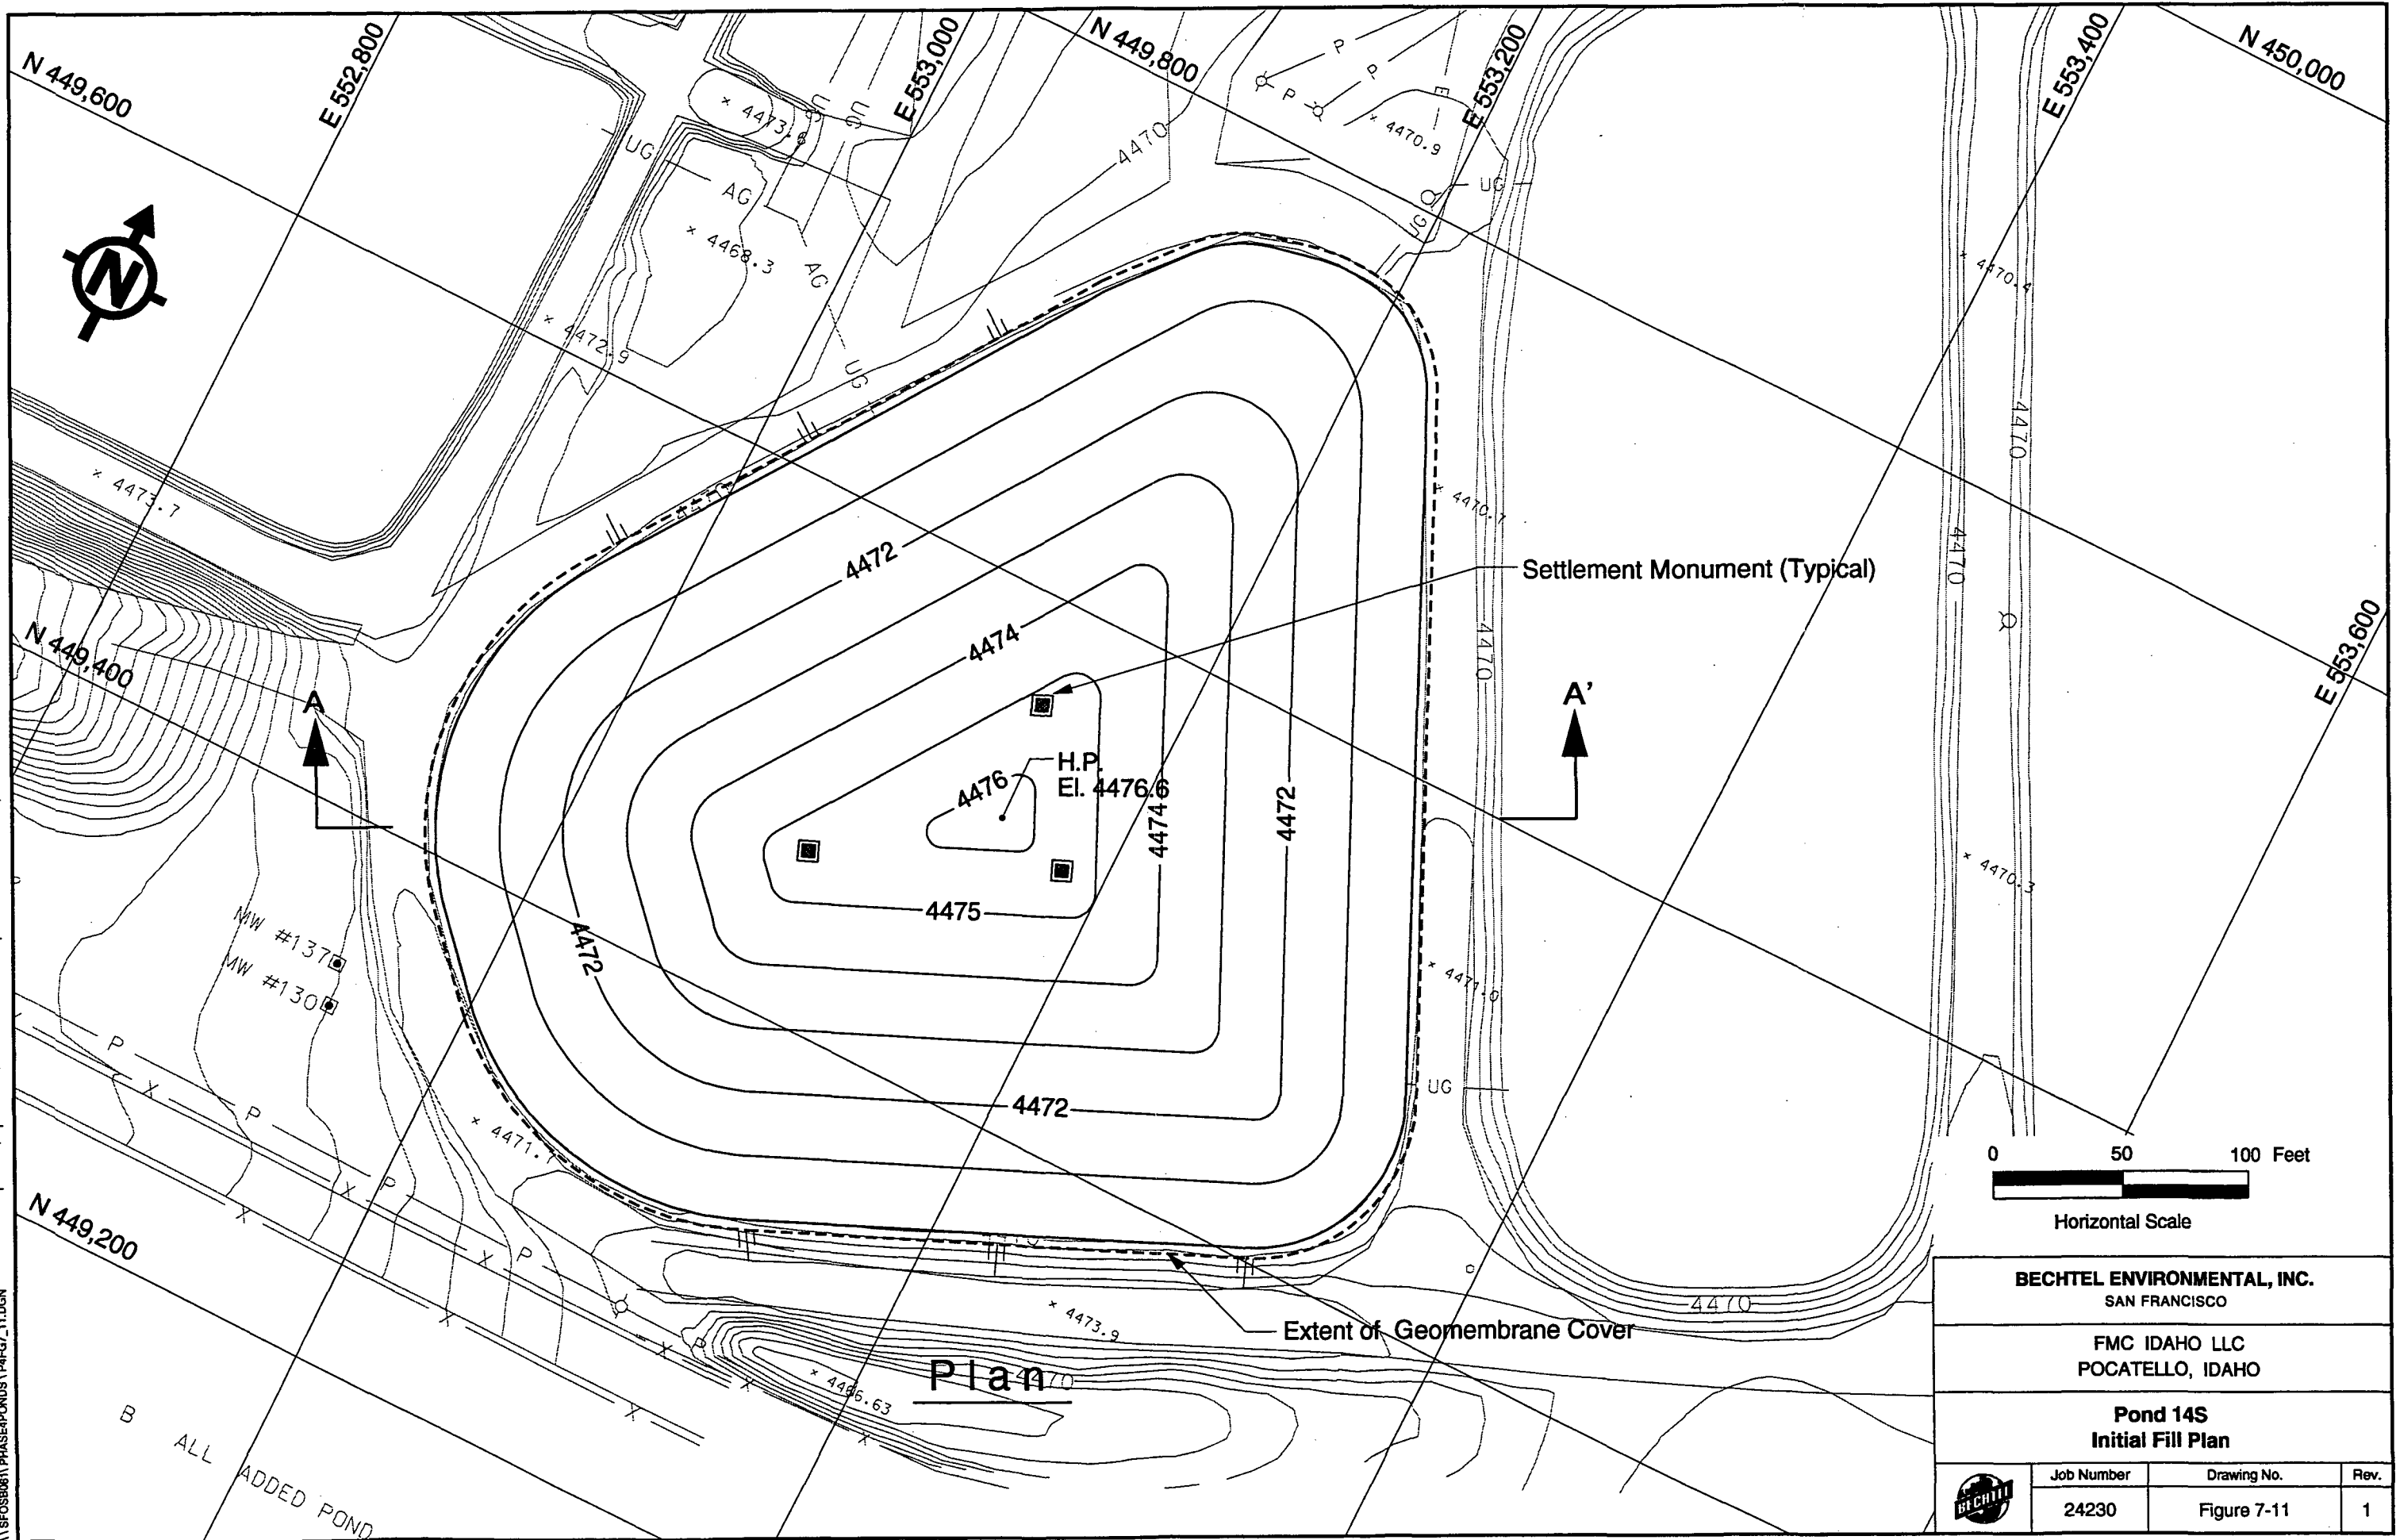 N 449,600
E 552,800
E 553,000
N 449,800
E 553,200
E 553,400
N 450,000
P
P
P
E
× 4473.6
UG
UG
× 4470.9
4470
UG
AG
UG
UG
× 4468.3
AG
N
× 4470.4
× 4472.9
UG
4470
× 4473.7
× 4470.7
4472
4470
Settlement Monument (Typical)
N 449,400
4474
4470
E 553,600
A
A'
H.P.
El. 4476.6
4476
4474
4472
× 4470.3
4475
4472
MW #137
MW #130
× 4471.0
P
X
P
UG
4472
× 4471.
0 50 100 Feet
Horizontal Scale
X
P
X
N 449,200
X
P
X
P
X
X
X
X
× 4473.9
4470
Extent of Geomembrane Cover
Plan
4470
× 4466.63
B ALL ADDED POND
BECHTEL ENVIRONMENTAL, INC.
SAN FRANCISCO
FMC IDAHO LLC
POCATELLO, IDAHO
Pond 14S
Initial Fill Plan
BECHTEL
Job Number Drawing No. Rev.
24230 Figure 7-11 1